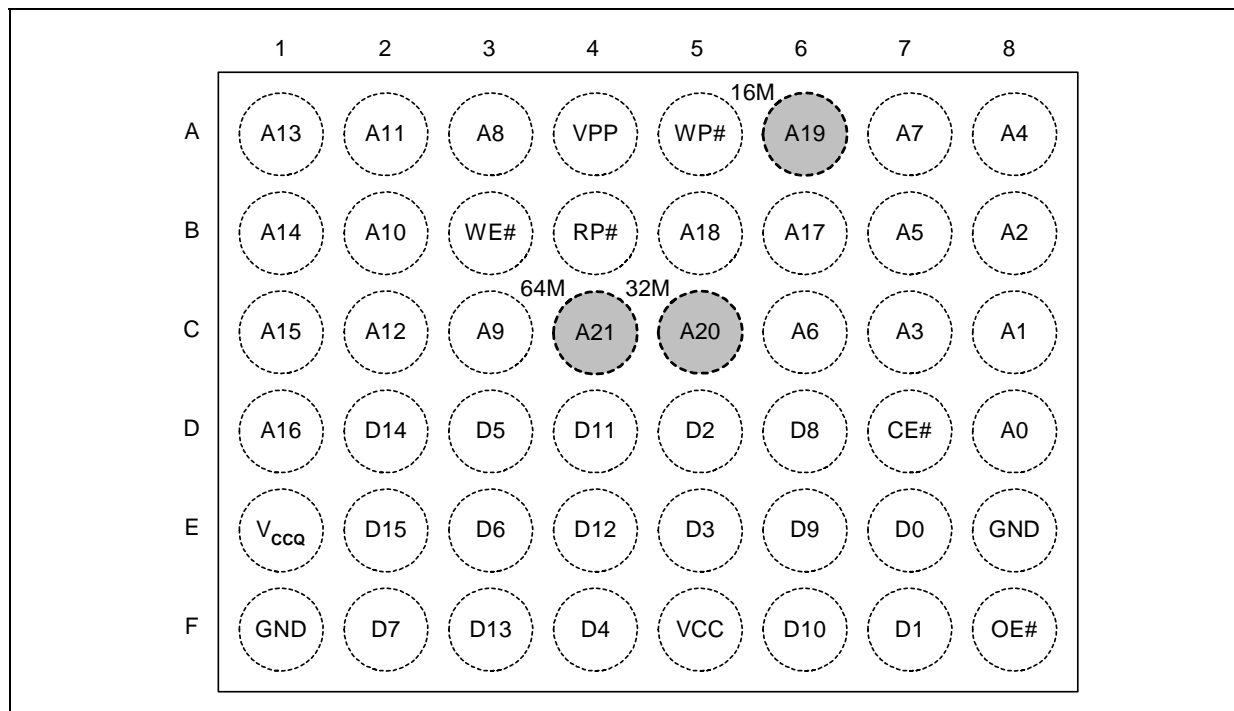 1 2 3 4 5 6 7 8
16M
A A13 A11 A8 VPP WP# A19 A7 A4
B A14 A10 WE# RP# A18 A17 A5 A2
64M 32M
C A15 A12 A9 A21 A20 A6 A3 A1
D A16 D14 D5 D11 D2 D8 CE# A0
E VCCQ D15 D6 D12 D3 D9 D0 GND
F GND D7 D13 D4 VCC D10 D1 OE#